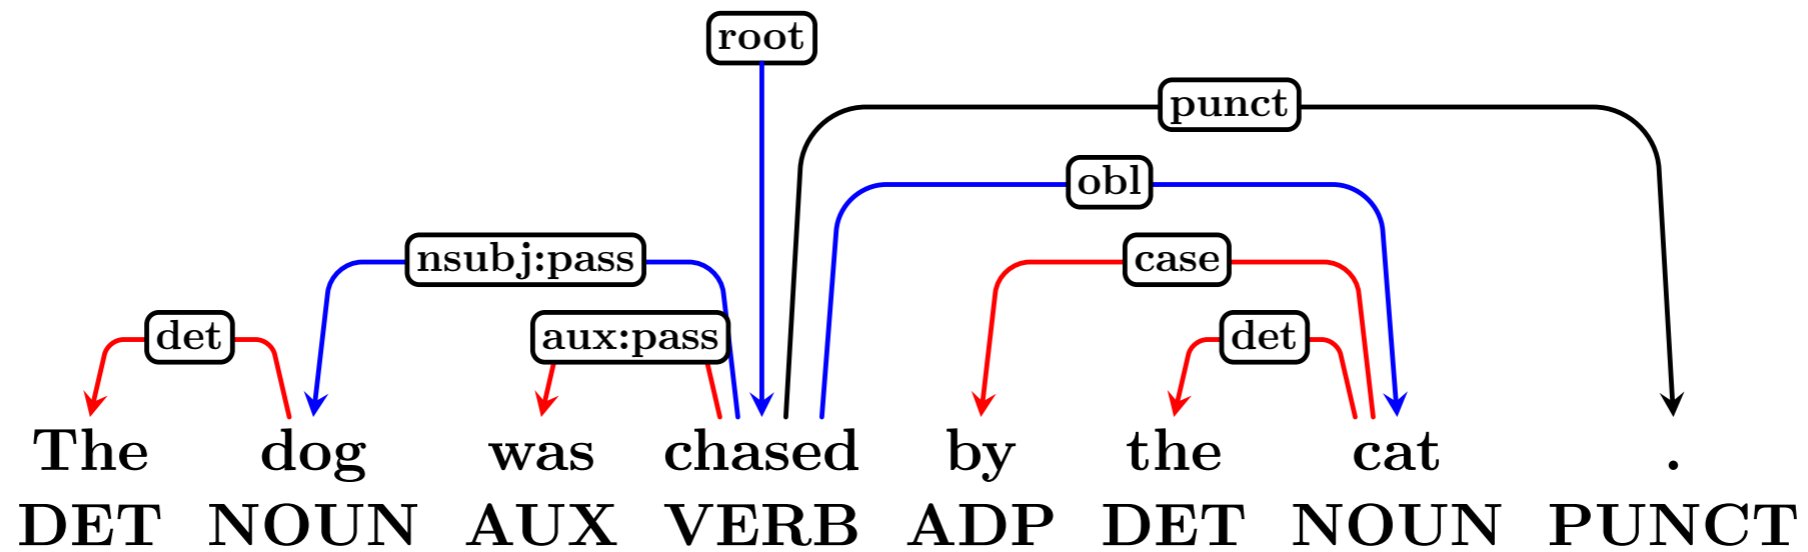 root
punct
obl
nsubj:pass case
det aux:pass det
The dog was chased by the cat .
DET NOUN AUX VERB ADP DET NOUN PUNCT